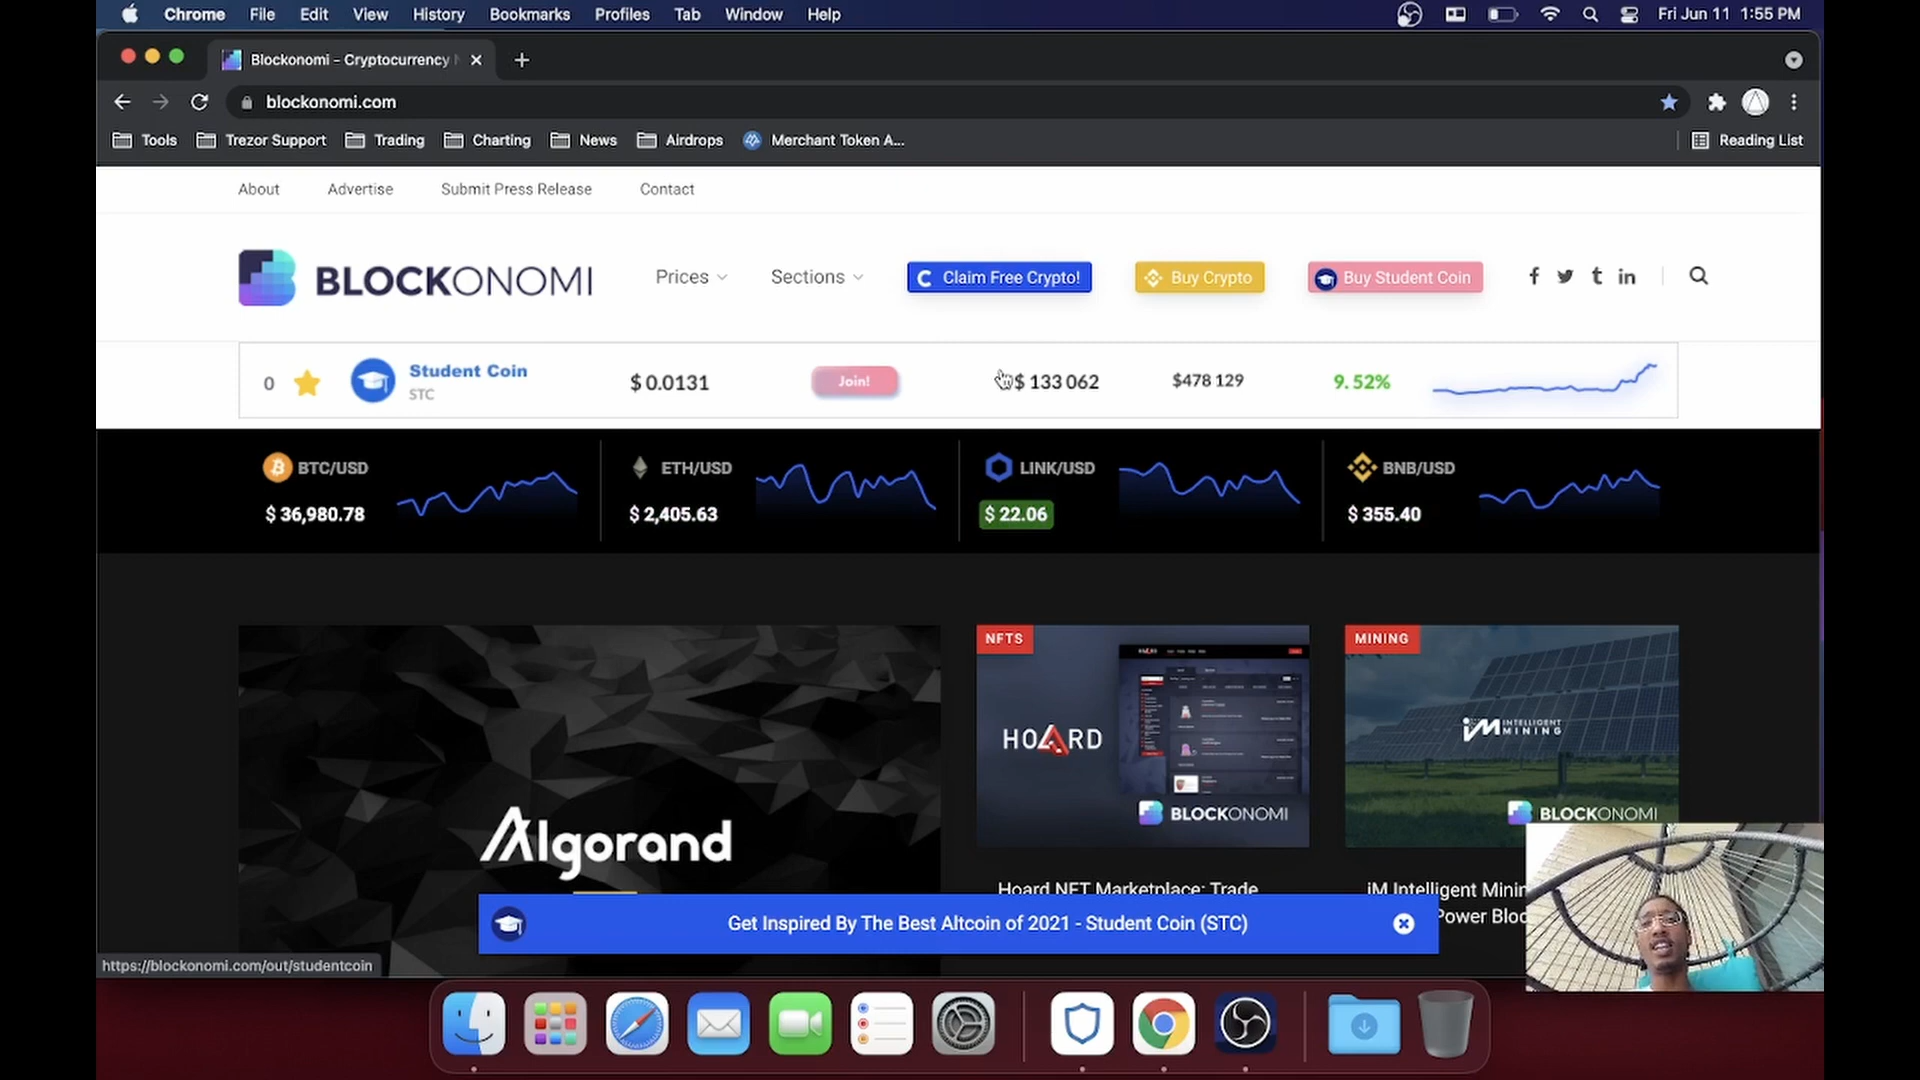 Chrome File Edit View History Bookmarks Profiles Tab Window Help Fri Jun 11 1:55 PM
Blockonomi - Cryptocurrency
blockonomi.com
Tools Trezor Support Trading Charting News Airdrops Merchant Token A... Reading List
About Advertise Submit Press Release Contact
BLOCKONOMI Prices Sections Claim Free Crypto! Buy Crypto Buy Student Coin
0 Student Coin $ 0.0131 Join! $ 133 062 $478 129 9.52%
STC
BTC/USD ETH/USD LINK/USD BNB/USD
$ 36,980.78 $ 2,405.63 $ 22.06 $ 355.40
NFTS MINING
HOARD
INTELLIGENT
MINING
BLOCKONOMI BLOCKONOMI
Algorand
Hoard NFT Marketplace: Trade iM Intelligent Minin
Power Bloc
Get Inspired By The Best Altcoin of 2021 - Student Coin (STC)
https://blockonomi.com/out/studentcoin